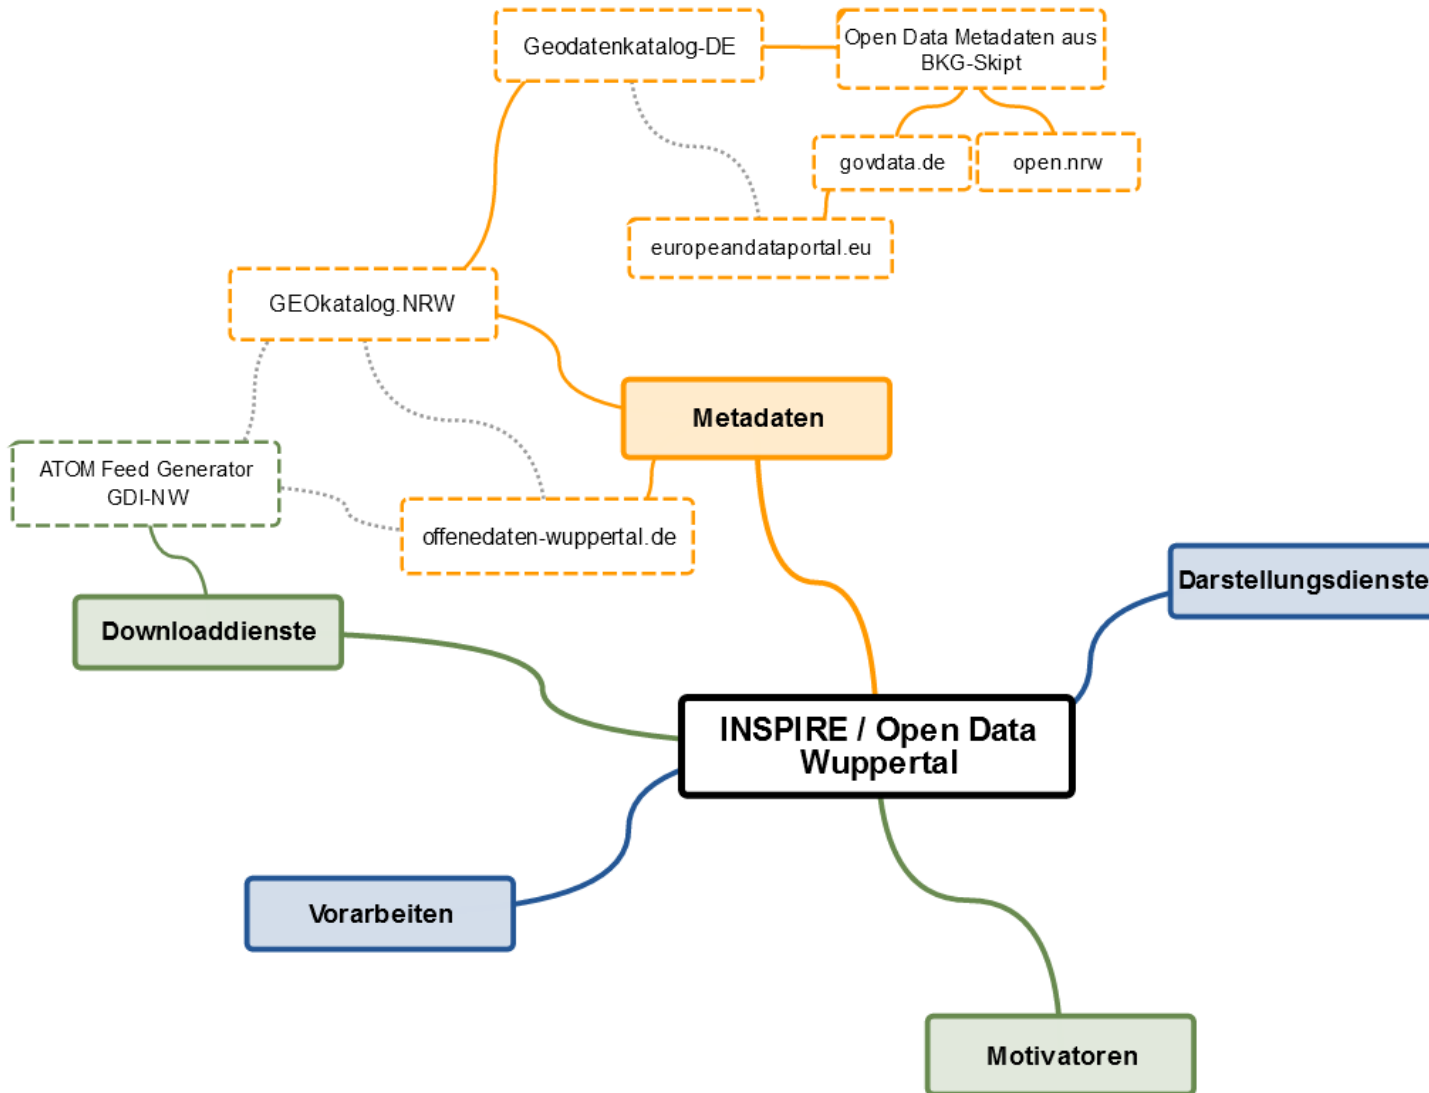 Geodatenkatalog-DE
Open Data Metadaten aus
BKG-Skipt
govdata.de
open.nrw
europeandataportal.eu
GEOkatalog.NRW
Metadaten
ATOM Feed Generator
GDI-NW
offenedaten-wuppertal.de
Darstellungsdienste
Downloaddienste
INSPIRE / Open Data
Wuppertal
Vorarbeiten
Motivatoren